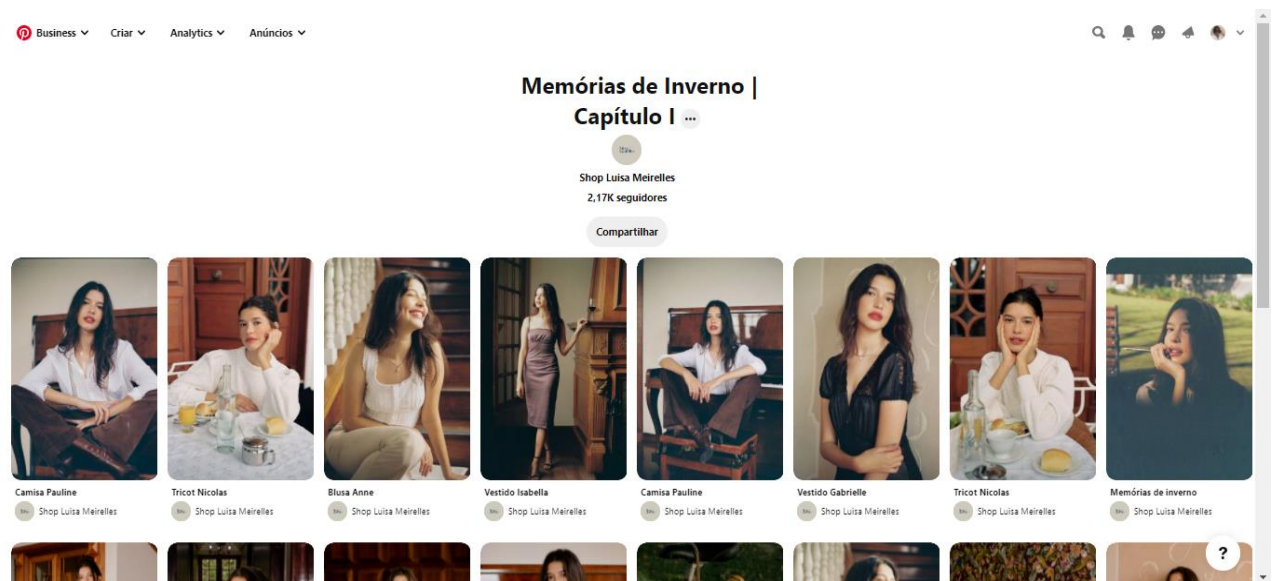 Business Criar Analytics Anúncios
Memórias de Inverno |
Capítulo I ...
Shop Luisa Meirelles
2,17K seguidores
Compartilhar
Camisa Pauline
Shop Luisa Meirelles
Tricot Nicolas
Shop Luisa Meirelles
Blusa Anne
Shop Luisa Meirelles
Vestido Isabella
Shop Luisa Meirelles
Camisa Pauline
Shop Luisa Meirelles
Vestido Gabrielle
Shop Luisa Meirelles
Tricot Nicolas
Shop Luisa Meirelles
Memórias de inverno
Shop Luisa Meirelles
?